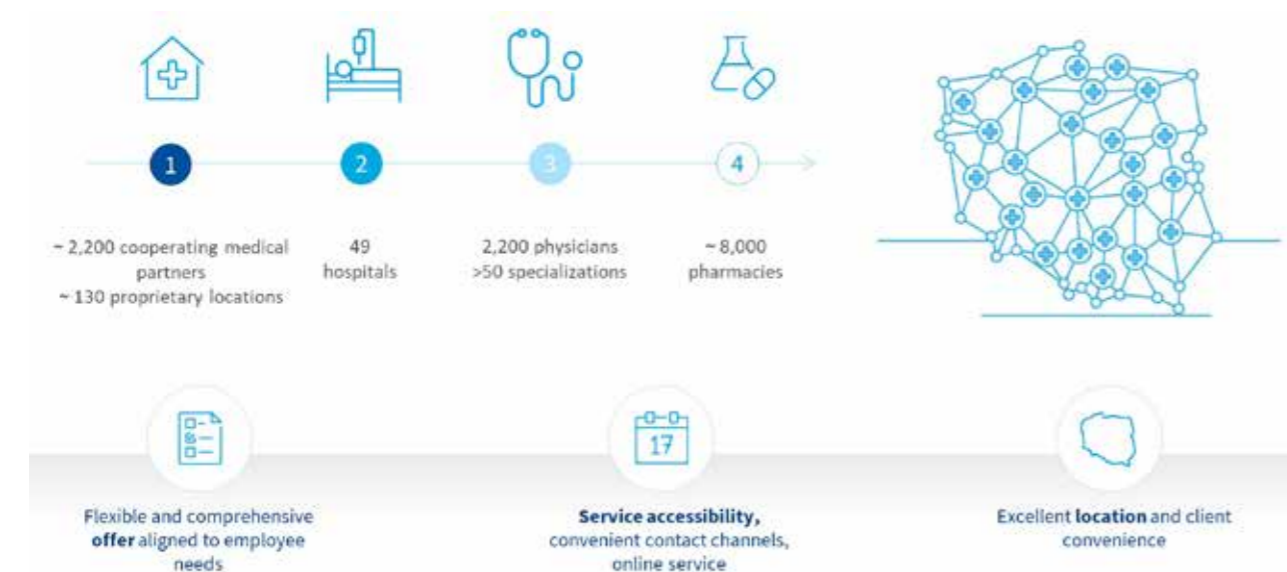 1
2
3
4
~ 2,200 cooperating medical
partners
~ 130 proprietary locations
49
hospitals
2,200 physicians
>50 specializations
~ 8,000
pharmacies
17
Flexible and comprehensive
offer aligned to employee
needs
Service accessibility,
convenient contact channels,
online service
Excellent location and client
convenience